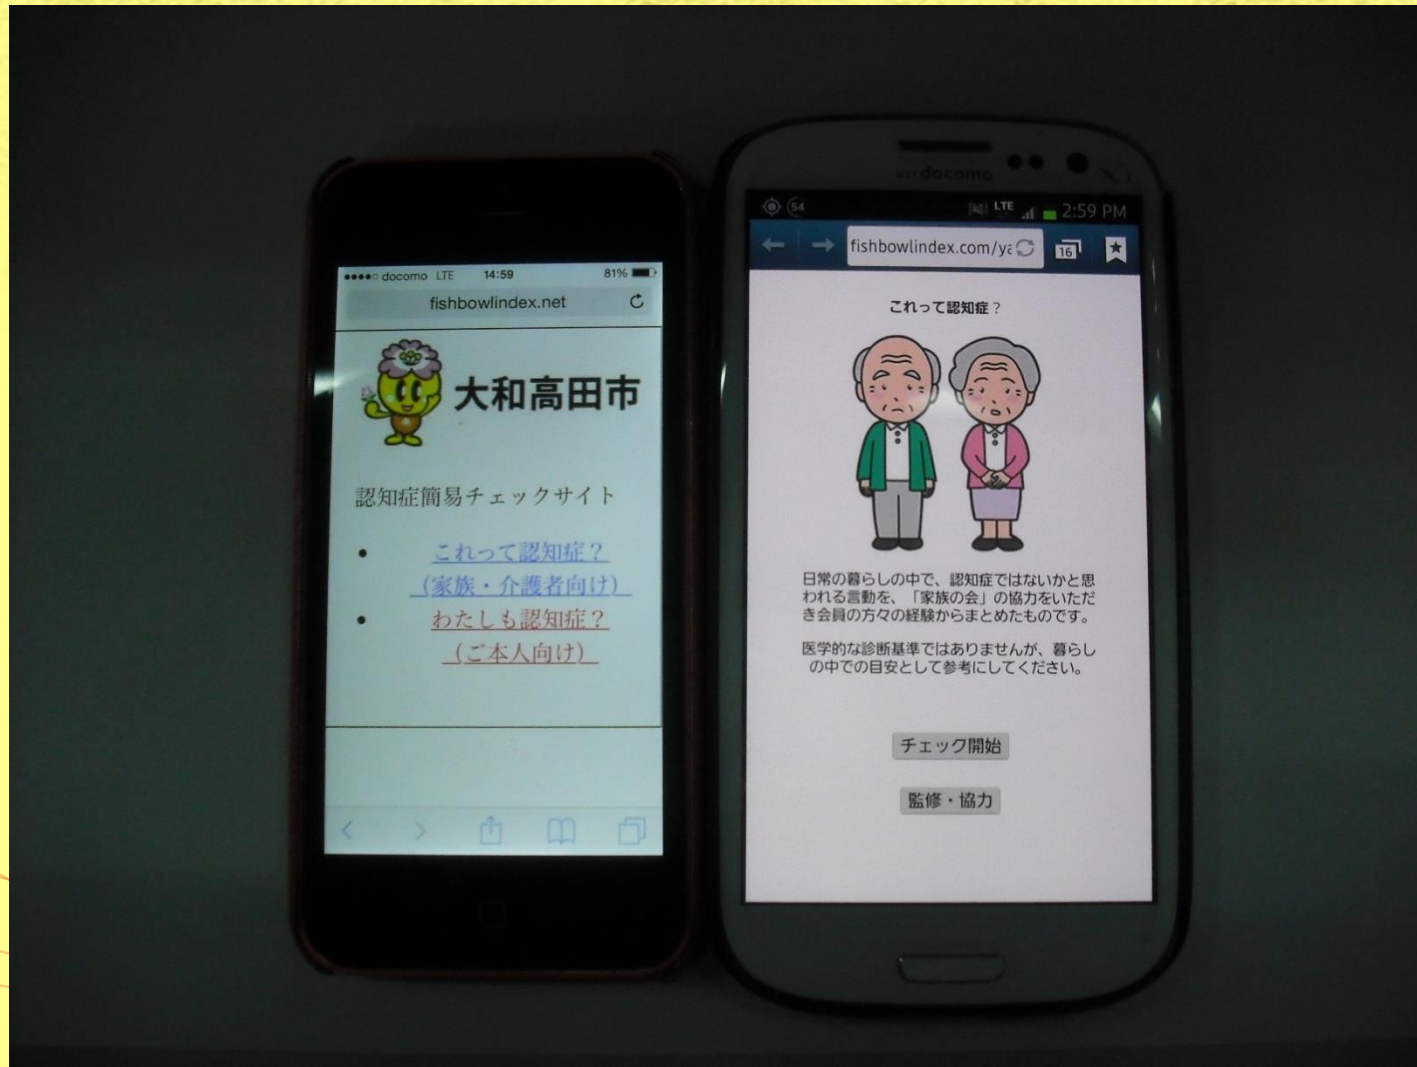 docomo LTE 14:59 81%
fishbowlindex.net
大和高田市
認知症簡易チェックサイト
• これって認知症？
（家族・介護者向け）
• わたしも認知症？
（ご本人向け）
docomo
54 LTE 2:59 PM
fishbowlindex.com/ya
16
これって認知症？
日常の暮らしの中で、認知症ではないかと思
われる言動を、「家族の会」の協力をいただ
き会員の方々の経験からまとめたものです。
医学的な診断基準ではありませんが、暮らし
の中での目安として参考にしてください。
チェック開始
監修・協力